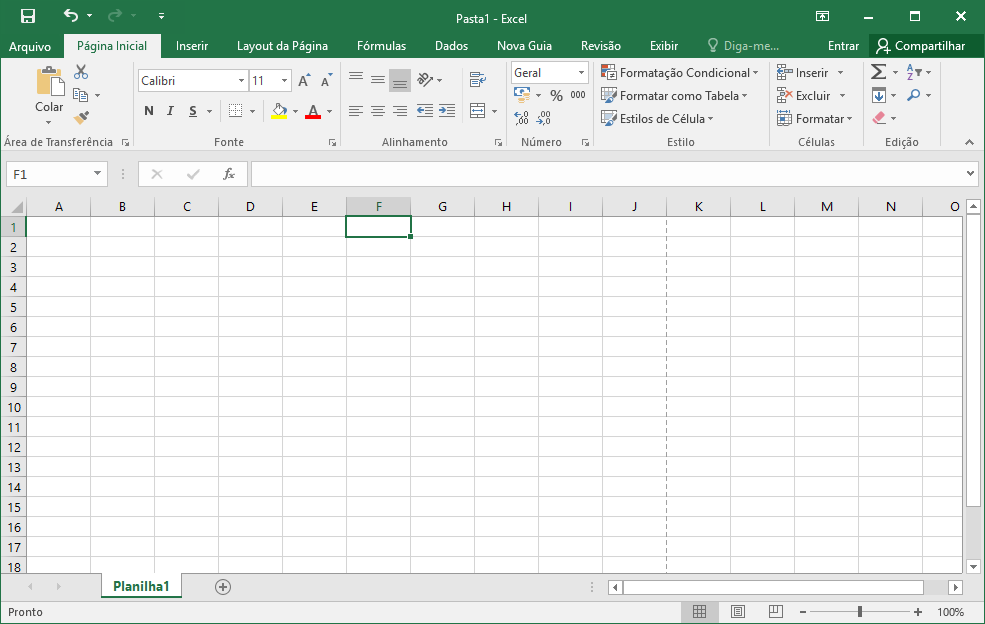 Pasta1 - Excel
Arquivo Página Inicial Inserir Layout da Página Fórmulas Dados Nova Guia Revisão Exibir Diga-me... Entrar Compartilhar
Colar
Calibri 11
N I S
A A
A
Geral
% 000
,00 ,00
Formatação Condicional
Formatar como Tabela
Estilos de Célula
Inserir
Excluir
Formatar
Σ
Área de Transferência Fonte Alinhamento Número Estilo Células Edição
F1 fx
A B C D E F G H I J K L M N O
1
2
3
4
5
6
7
8
9
10
11
12
13
14
15
16
17
18
Planilha1
Pronto 100%